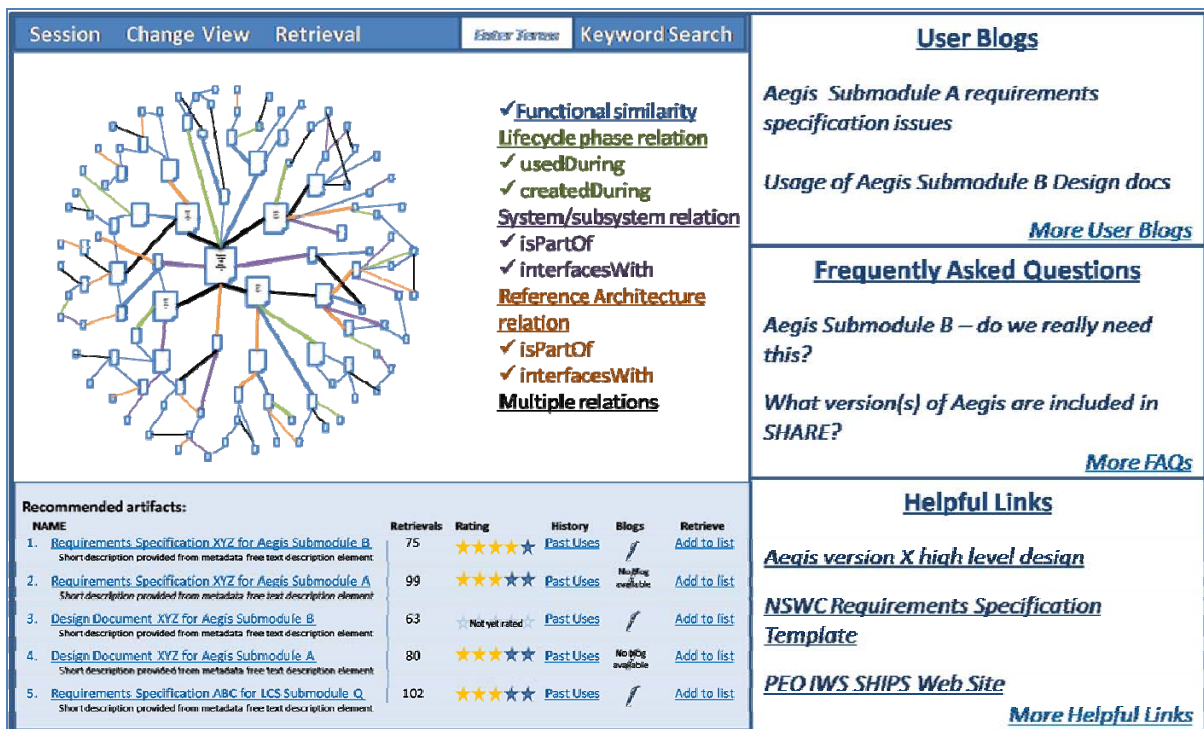 Session Change View Retrieval Enter Terms Keyword Search
✓Functional similarity
Lifecycle phase relation
✓ usedDuring
✓ createdDuring
System/subsystem relation
✓ isPartOf
✓ interfacesWith
Reference Architecture
relation
✓ isPartOf
✓ interfacesWith
Multiple relations
Recommended artifacts:
NAME Retrievals Rating History Blogs Retrieve
1. Requirements Specification XYZ for Aegis Submodule B 75 Past Uses Add to list
Short description provided from metadata free text description element
2. Requirements Specification XYZ for Aegis Submodule A 99 Past Uses No blog available Add to list
Short description provided from metadata free text description element
3. Design Document XYZ for Aegis Submodule B 63 Not yet rated Past Uses Add to list
Short description provided from metadata free text description element
4. Design Document XYZ for Aegis Submodule A 80 Past Uses No blog available Add to list
Short description provided from metadata free text description element
5. Requirements Specification ABC for LCS Submodule Q 102 Past Uses Add to list
Short description provided from metadata free text description element
User Blogs
Aegis Submodule A requirements
specification issues
Usage of Aegis Submodule B Design docs
More User Blogs
Frequently Asked Questions
Aegis Submodule B – do we really need
this?
What version(s) of Aegis are included in
SHARE?
More FAQs
Helpful Links
Aegis version X high level design
NSWC Requirements Specification
Template
PEO IWS SHIPS Web Site
More Helpful Links